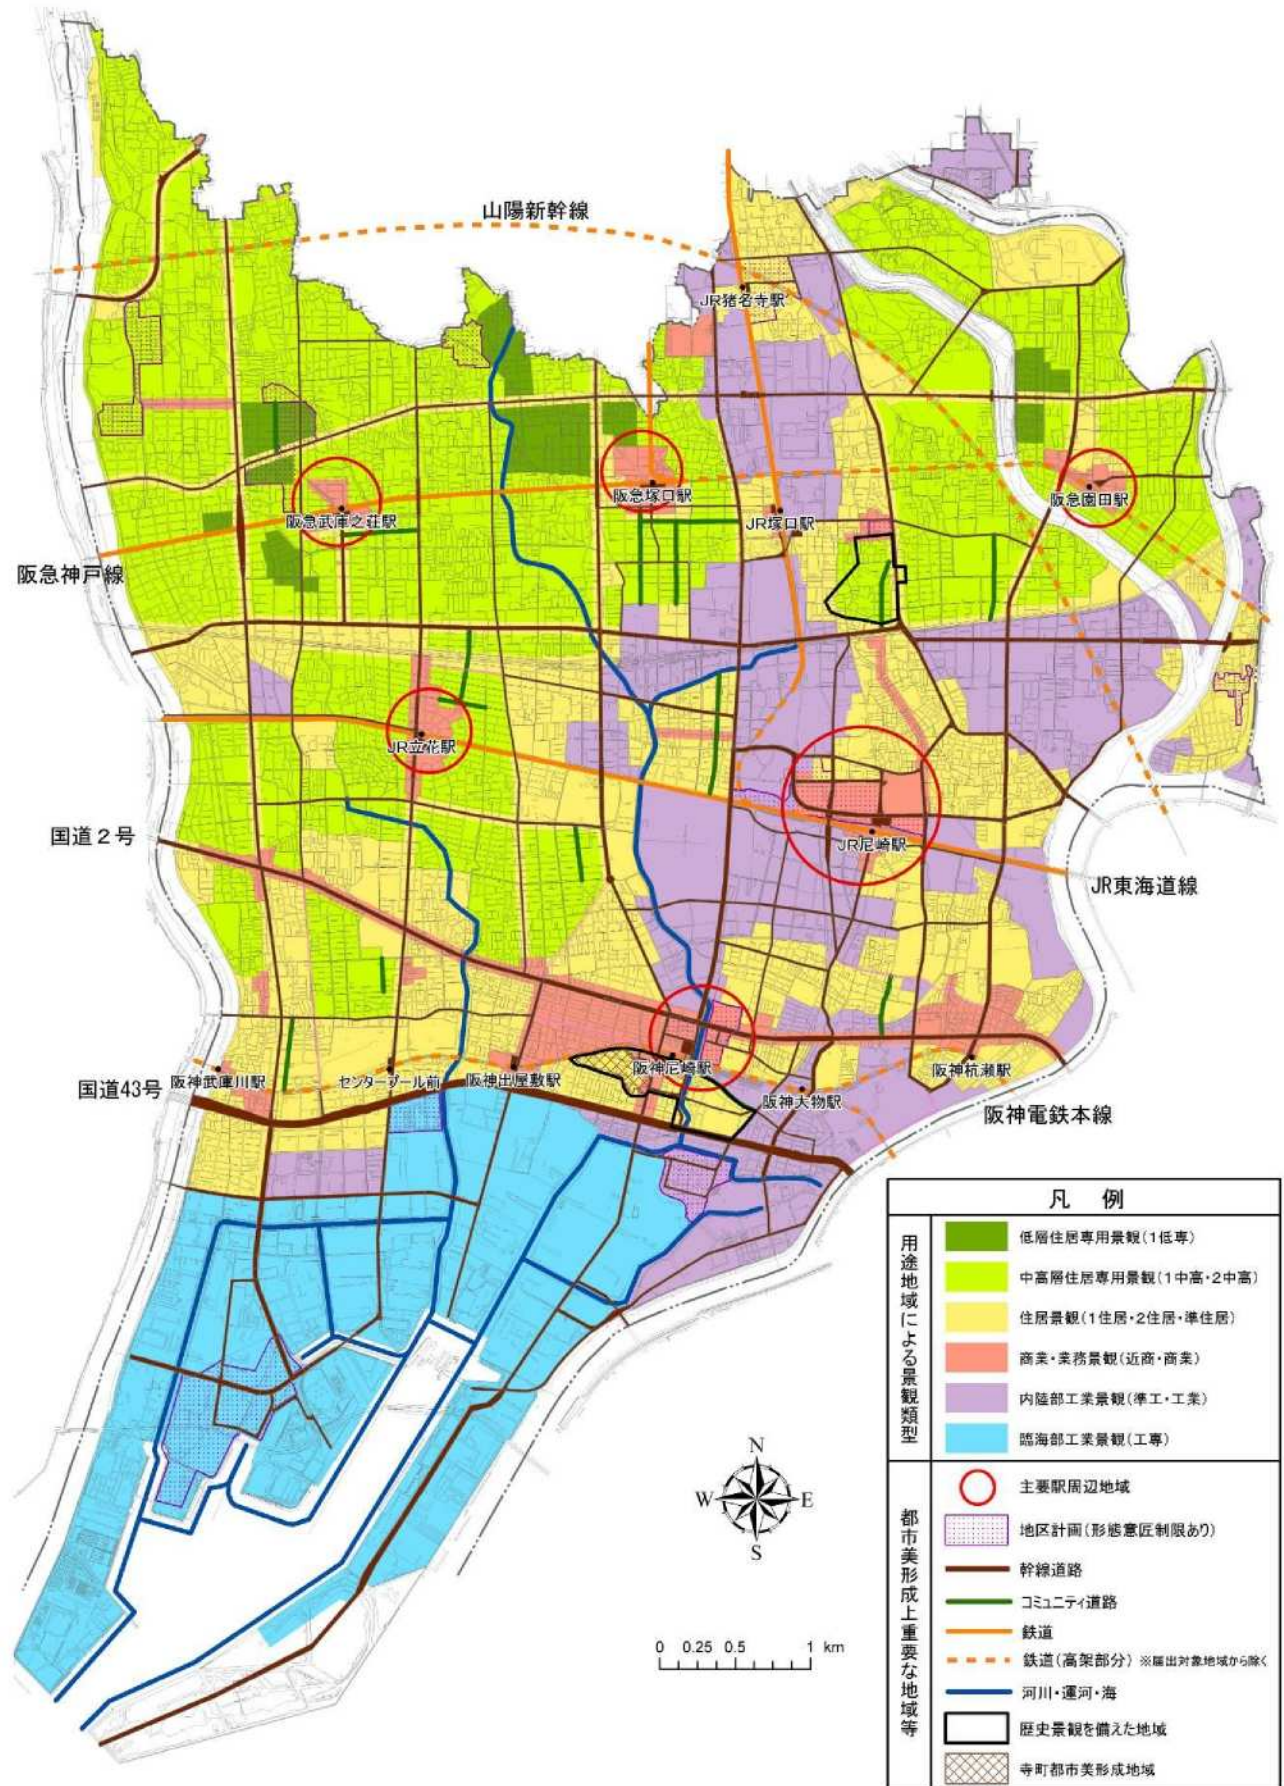 山陽新幹線
JR猪名寺駅
阪急塚口駅
阪急園田駅
阪急武庫之荘駅
JR塚口駅
阪急神戸線
JR立花駅
国道2号
JR尼崎駅
JR東海道線
阪神尼崎駅
阪神杭瀬駅
国道43号
阪神武庫川駅
センタープール前
阪神出屋敷駅
阪神大物駅
阪神電鉄本線
凡 例
用途地域による景観類型
低層住居専用景観(1低専)
中高層住居専用景観(1中高・2中高)
住居景観(1住居・2住居・準住居)
商業・業務景観(近商・商業)
内陸部工業景観(準工・工業)
臨海部工業景観(工専)
都市美形成上重要な地域等
主要駅周辺地域
地区計画(形態意匠制限あり)
幹線道路
コミュニティ道路
鉄道
鉄道(高架部分) ※届出対象地域から除く
河川・運河・海
歴史景観を備えた地域
寺町都市美形成地域
N
W E
S
0 0.25 0.5 1 km